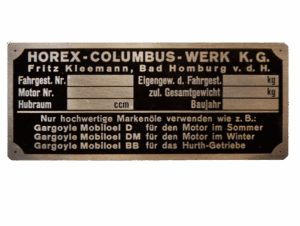 HOREX-COLUMBUS-WERK K.G.
Fritz Kleemann, Bad Homburg v. d. H.
Fahrgest. Nr. Eigengew. d. Fahrgest. kg
Motor Nr. zul. Gesamtgewicht kg
Hubraum ccm Baujahr
Nur hochwertige Markenöle verwenden wie z. B.:
Gargoyle Mobiloel D für den Motor im Sommer
Gargoyle Mobiloel DM für den Motor im Winter
Gargoyle Mobiloel BB für das Hurth-Getriebe